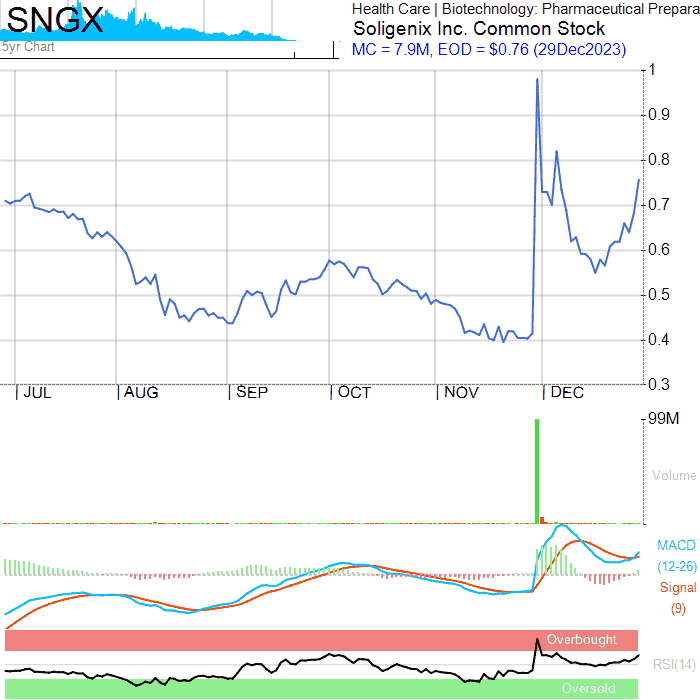 SNGX
Health Care | Biotechnology: Pharmaceutical Prepara
Soligenix Inc. Common Stock
5yr Chart
MC = 7.9M, EOD = $0.76 (29Dec2023)
1
0.9
0.8
0.7
0.6
0.5
0.4
0.3
JUL AUG SEP OCT NOV DEC
99M
Volume
MACD
(12-26)
Signal
(9)
Overbought
RSI(14)
Oversold